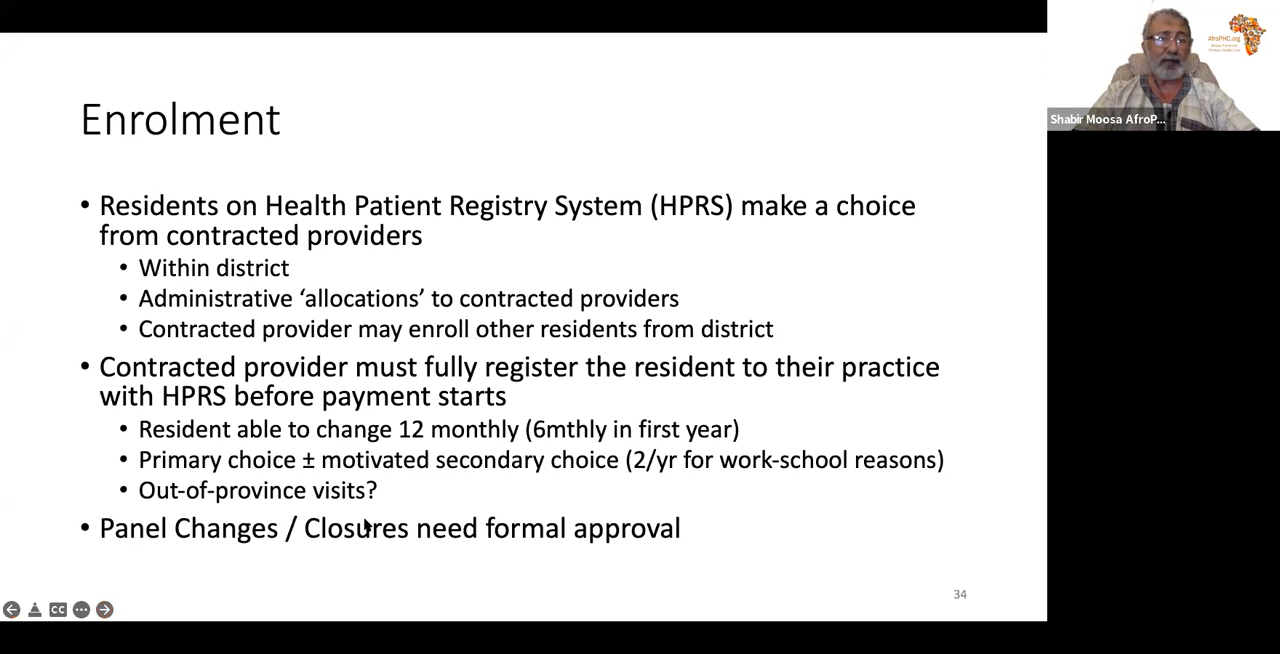 Enrolment
• Residents on Health Patient Registry System (HPRS) make a choice
from contracted providers
• Within district
• Administrative ‘allocations’ to contracted providers
• Contracted provider may enroll other residents from district
• Contracted provider must fully register the resident to their practice
with HPRS before payment starts
• Resident able to change 12 monthly (6mthly in first year)
• Primary choice ± motivated secondary choice (2/yr for work-school reasons)
• Out-of-province visits?
• Panel Changes / Closures need formal approval
34
CC
AfroPHC.org
Shabir Moosa AfroP...